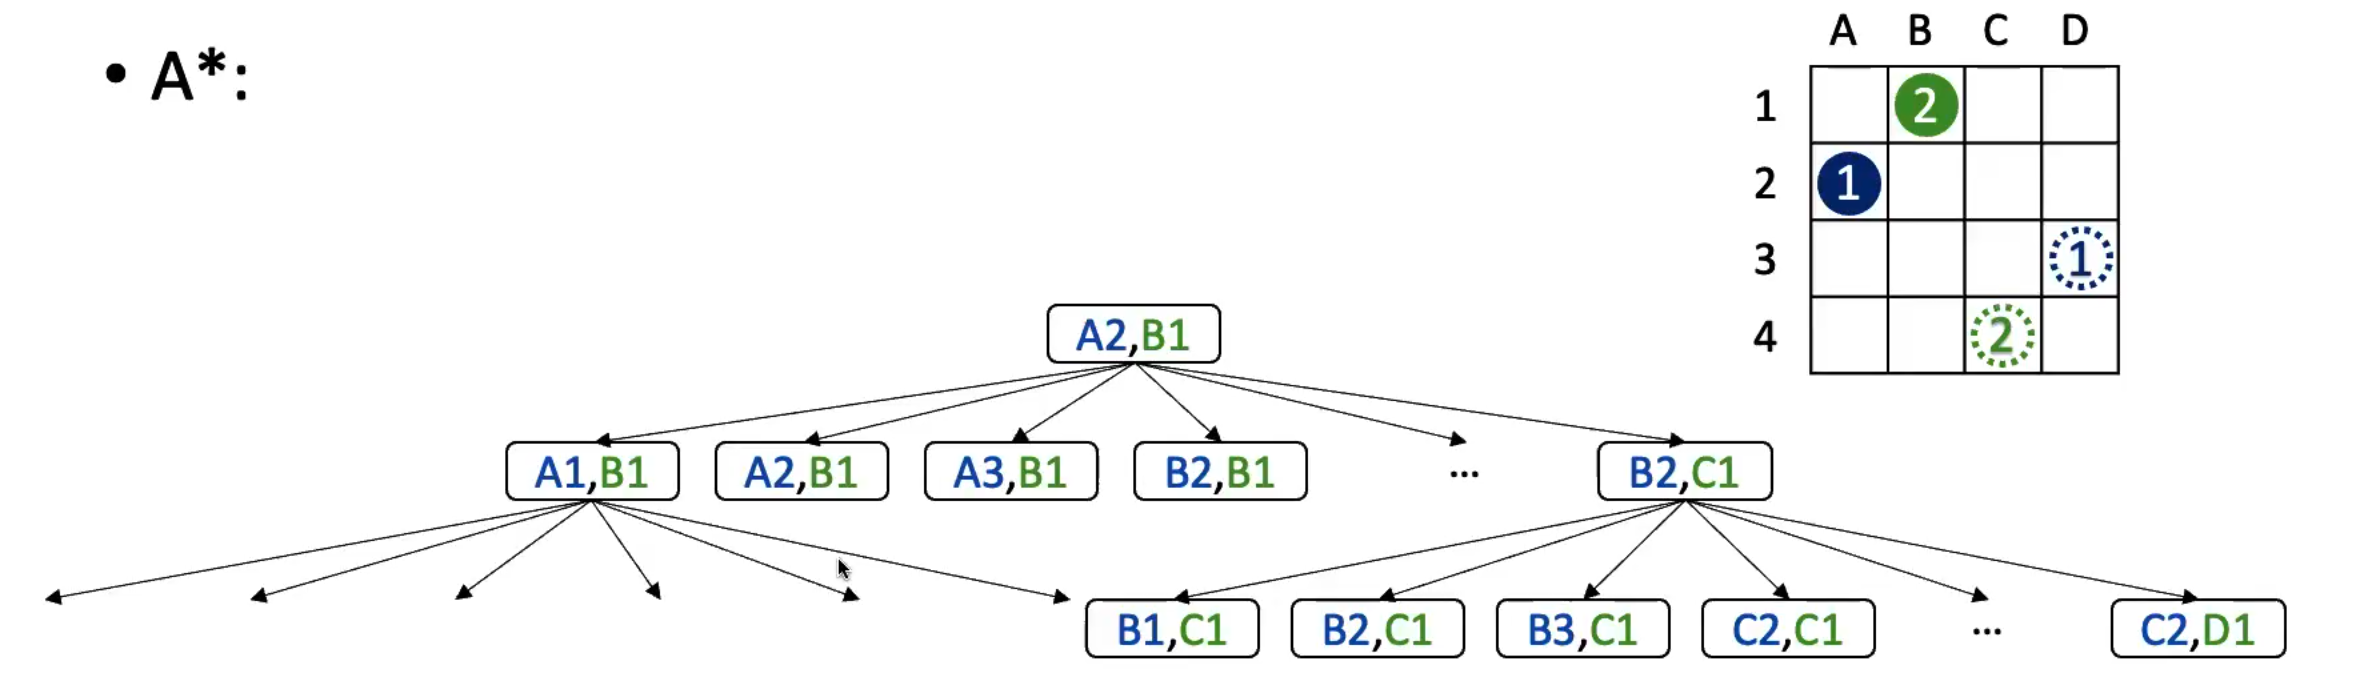 • A*:
A B C D
1 2
2 1
3 1
4 2
A2,B1
A1,B1 A2,B1 A3,B1 B2,B1 ... B2,C1
B1,C1 B2,C1 B3,C1 C2,C1 ... C2,D1